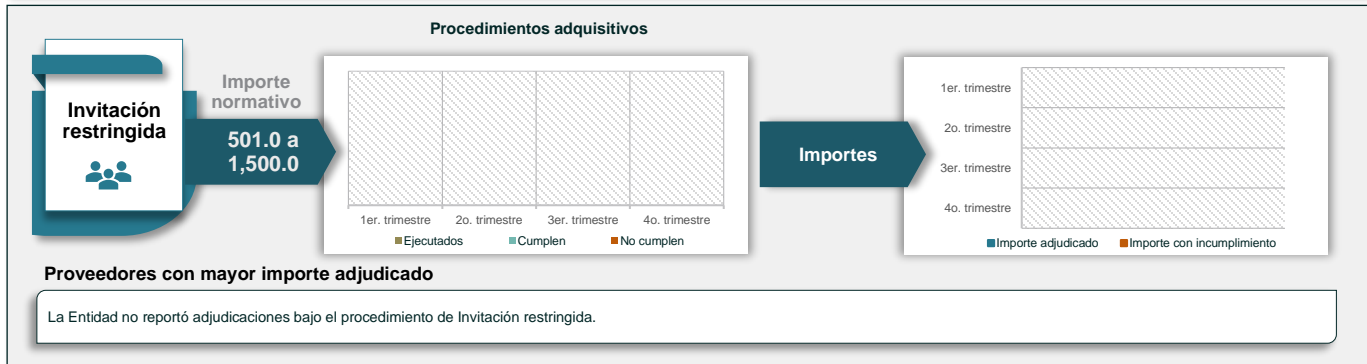 Procedimientos adquisitivos
Invitación
restringida
Importe
normativo
501.0 a
1,500.0
1er. trimestre 2o. trimestre 3er. trimestre 4o. trimestre
Ejecutados Cumplen No cumplen
Importes
1er. trimestre
2o. trimestre
3er. trimestre
4o. trimestre
Importe adjudicado Importe con incumplimiento
Proveedores con mayor importe adjudicado
La Entidad no reportó adjudicaciones bajo el procedimiento de Invitación restringida.